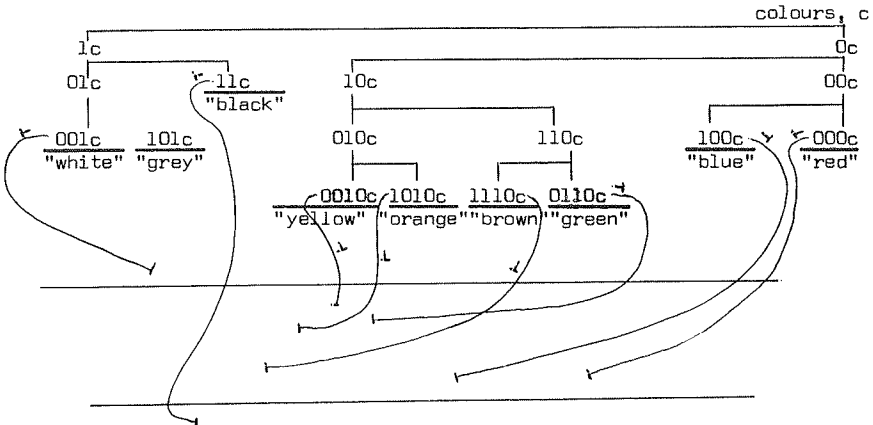 colours, c
1c 0c
01c 11c 10c 00c
"black"
001c 101c 010c 110c 100c 000c
"white" "grey" "blue" "red"
0010c 1010c 1110c 0110c
"yellow" "orange" "brown" "green"